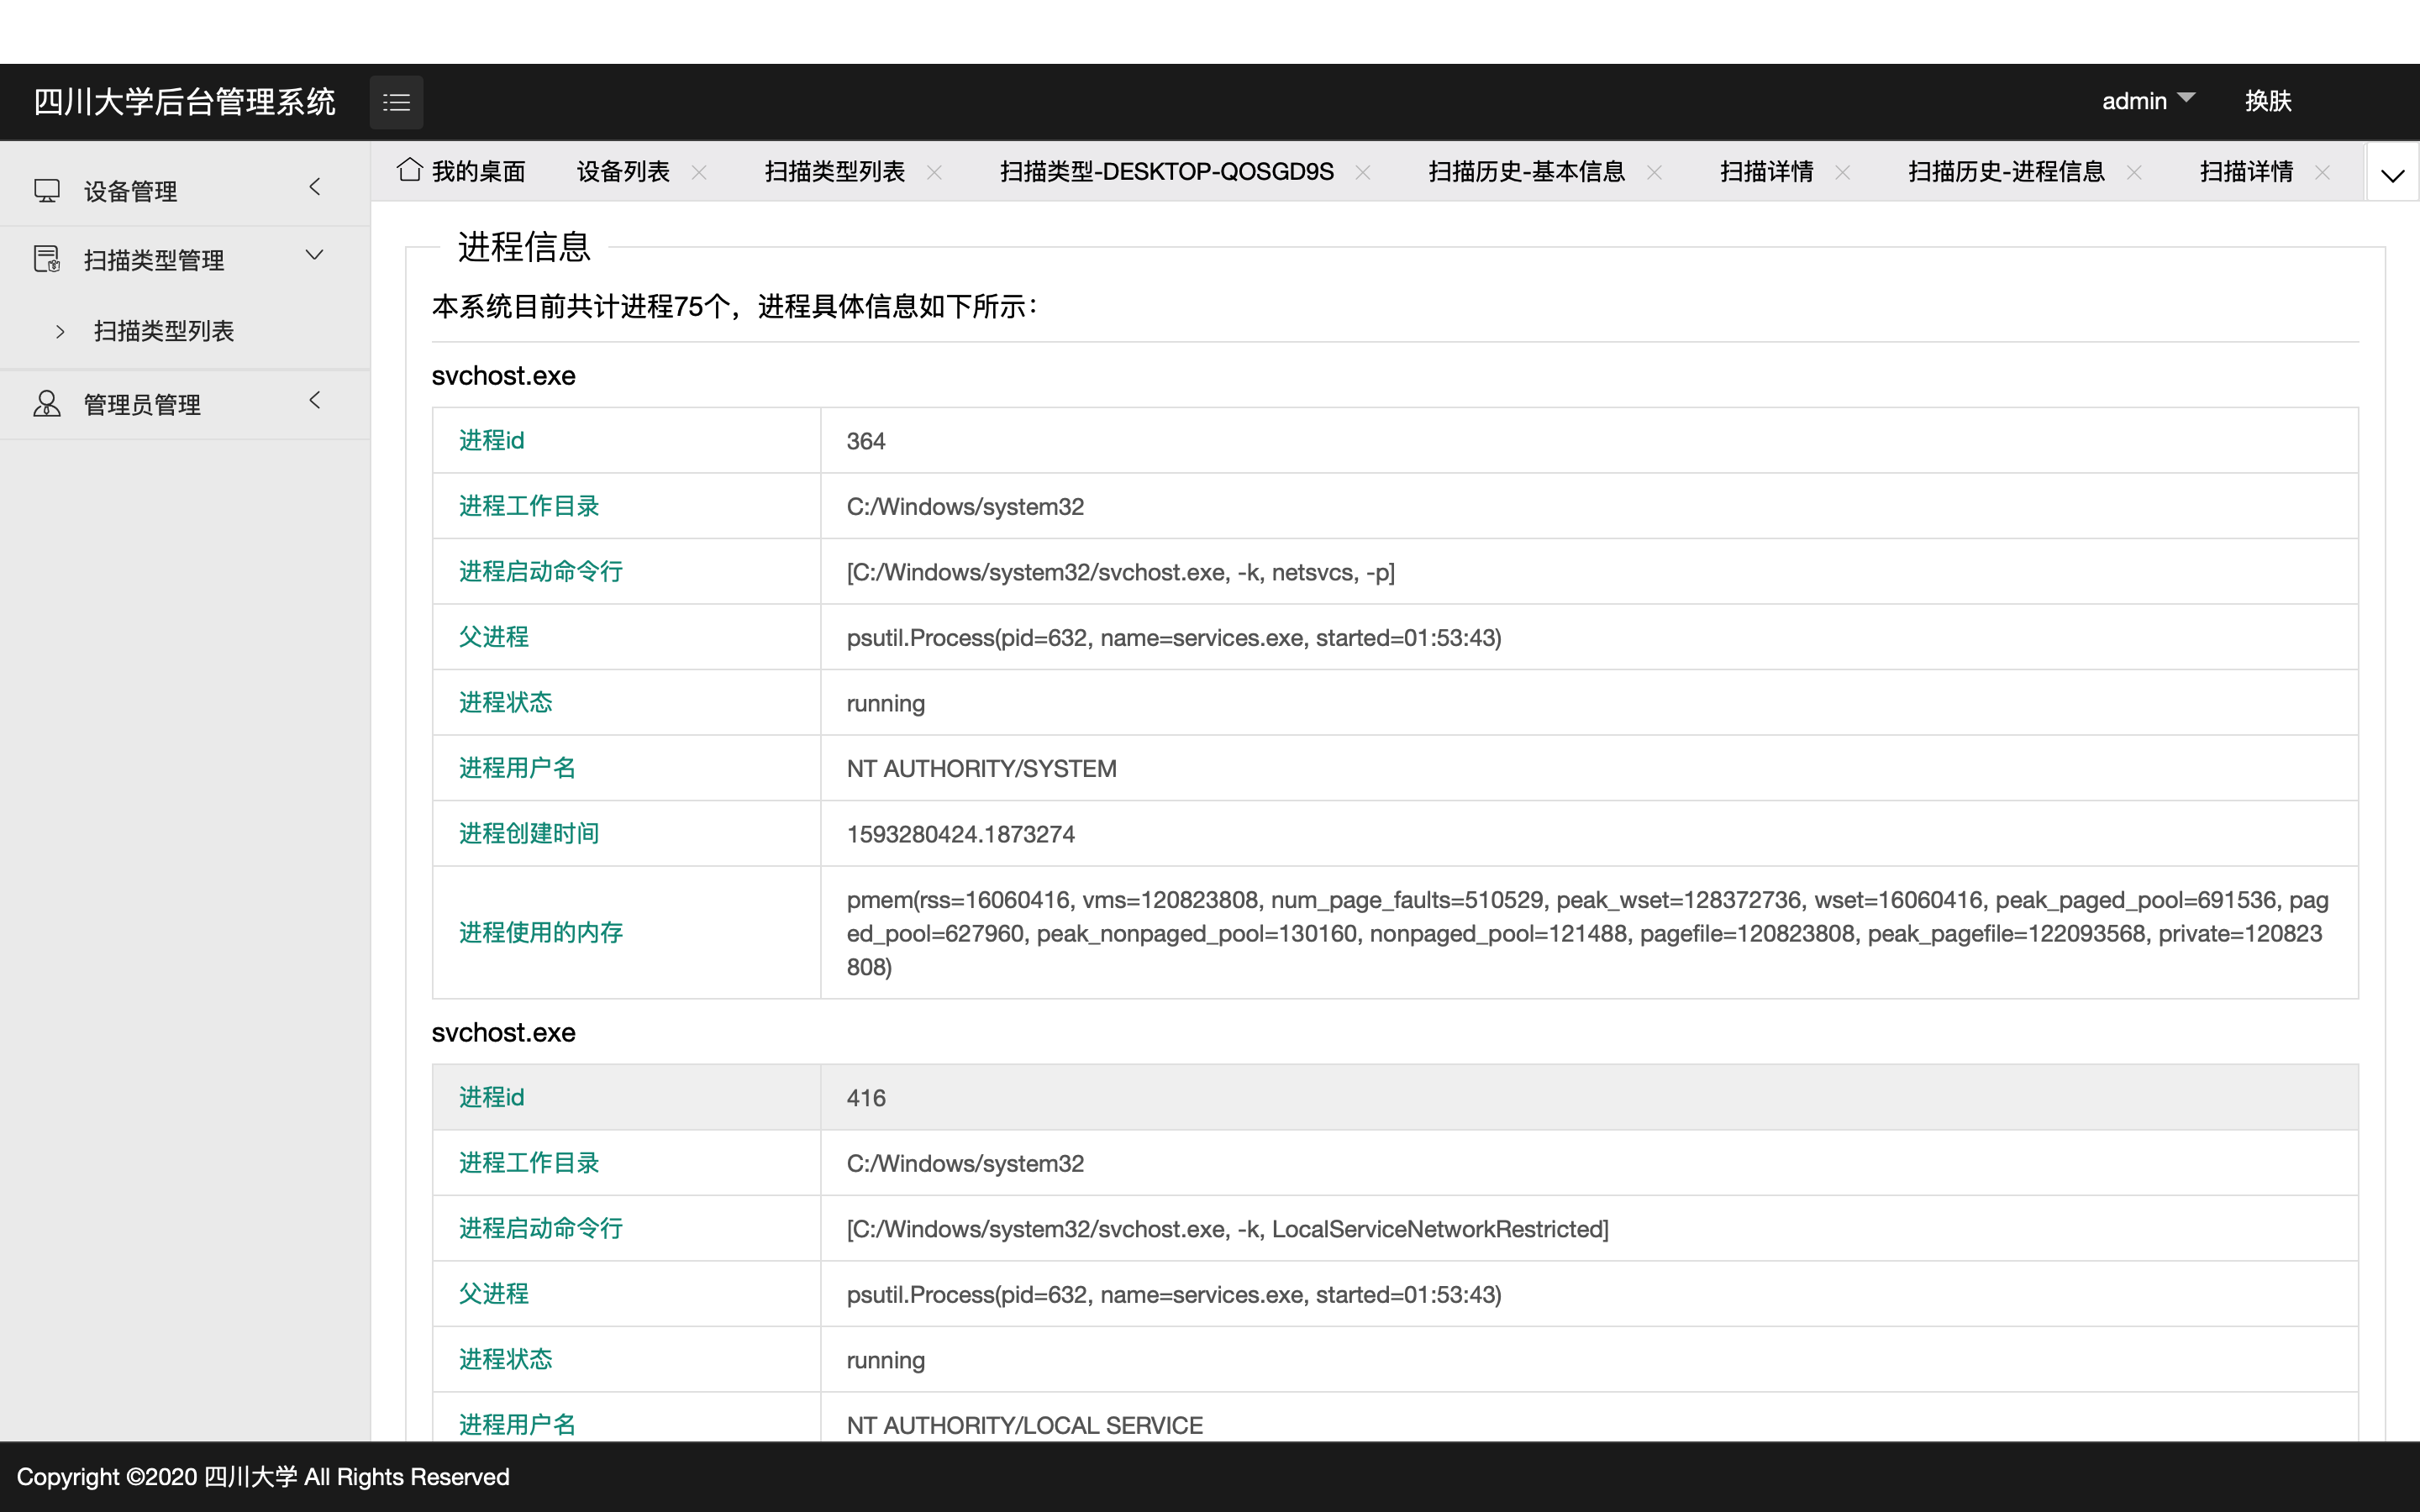 四川大学后台管理系统
admin
换肤
设备管理
扫描类型管理
扫描类型列表
管理员管理
我的桌面 设备列表 扫描类型列表 扫描类型-DESKTOP-QOSGD9S 扫描历史-基本信息 扫描详情 扫描历史-进程信息 扫描详情
进程信息
本系统目前共计进程75个，进程具体信息如下所示：
svchost.exe
进程id 364
进程工作目录 C:/Windows/system32
进程启动命令行 [C:/Windows/system32/svchost.exe, -k, netsvcs, -p]
父进程 psutil.Process(pid=632, name=services.exe, started=01:53:43)
进程状态 running
进程用户名 NT AUTHORITY/SYSTEM
进程创建时间 1593280424.1873274
进程使用的内存 pmem(rss=16060416, vms=120823808, num_page_faults=510529, peak_wset=128372736, wset=16060416, peak_paged_pool=691536, pag
ed_pool=627960, peak_nonpaged_pool=130160, nonpaged_pool=121488, pagefile=120823808, peak_pagefile=122093568, private=120823
808)
svchost.exe
进程id 416
进程工作目录 C:/Windows/system32
进程启动命令行 [C:/Windows/system32/svchost.exe, -k, LocalServiceNetworkRestricted]
父进程 psutil.Process(pid=632, name=services.exe, started=01:53:43)
进程状态 running
进程用户名 NT AUTHORITY/LOCAL SERVICE
Copyright ©2020 四川大学 All Rights Reserved